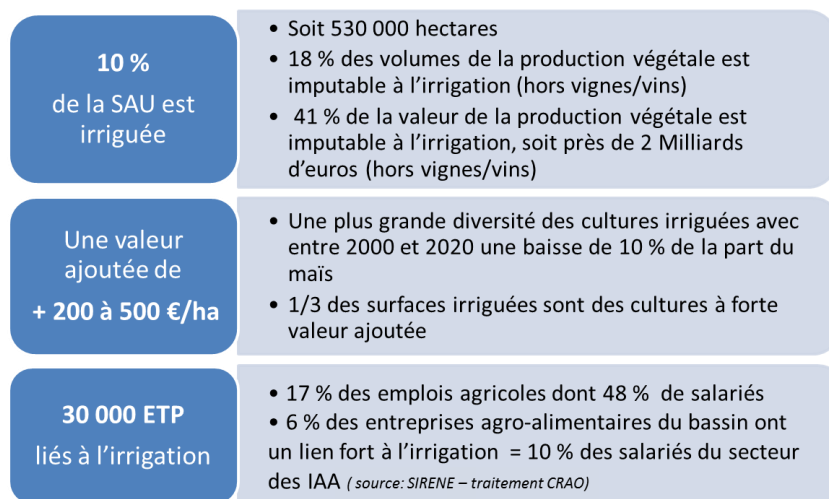 10 %
de la SAU est
irriguée
• Soit 530 000 hectares
• 18 % des volumes de la production végétale est
imputable à l’irrigation (hors vignes/vins)
• 41 % de la valeur de la production végétale est
imputable à l’irrigation, soit près de 2 Milliards
d’euros (hors vignes/vins)
Une valeur
ajoutée de
+ 200 à 500 €/ha
• Une plus grande diversité des cultures irriguées avec
entre 2000 et 2020 une baisse de 10 % de la part du
maïs
• 1/3 des surfaces irriguées sont des cultures à forte
valeur ajoutée
30 000 ETP
liés à l’irrigation
• 17 % des emplois agricoles dont 48 % de salariés
• 6 % des entreprises agro-alimentaires du bassin ont
un lien fort à l’irrigation = 10 % des salariés du secteur
des IAA ( source: SIRENE – traitement CRAO)